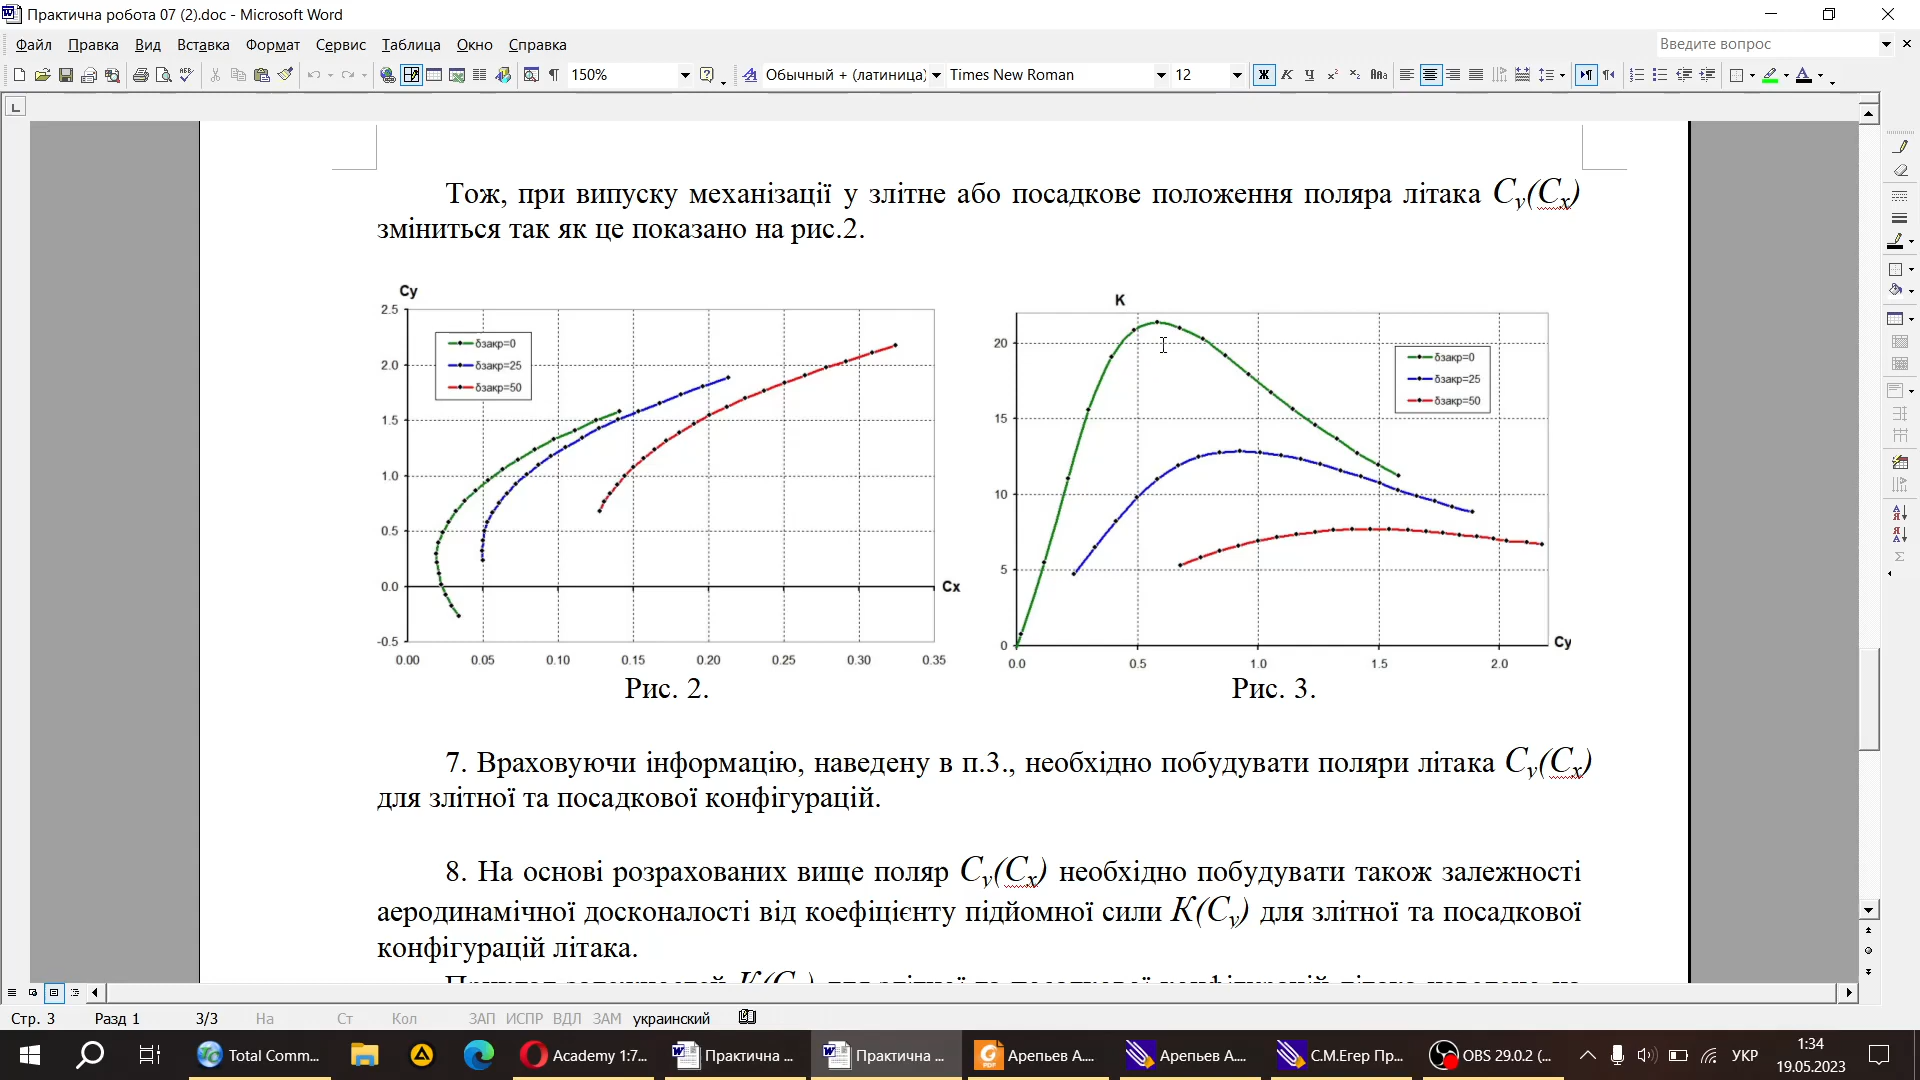 Практична робота 07 (2).doc - Microsoft Word
Файл Правка Вид Вставка Формат Сервис Таблица Окно Справка
Введите вопрос
150%
Обычный + (латиница)
Times New Roman
12
Ж К Ч
Тож, при випуску механізації у злітне або посадкове положення поляра літака Cy(Cx)
зміниться так як це показано на рис.2.
Cy
2.5
2.0
1.5
1.0
0.5
0.0
-0.5
δзакр=0
δзакр=25
δзакр=50
Cx
0.00 0.05 0.10 0.15 0.20 0.25 0.30 0.35
Рис. 2.
K
20
15
10
5
0
δзакр=0
δзакр=25
δзакр=50
Cy
0.0 0.5 1.0 1.5 2.0
Рис. 3.
7. Враховуючи інформацію, наведену в п.3., необхідно побудувати поляри літака Cy(Cx)
для злітної та посадкової конфігурацій.
8. На основі розрахованих вище поляр Cy(Cx) необхідно побудувати також залежності
аеродинамічної досконалості від коефіцієнту підйомної сили K(Cy) для злітної та посадкової
конфігурацій літака.
Стр. 3 Разд 1 3/3 На Ст Кол ЗАП ИСПР ВДЛ ЗАМ украинский
Total Comm...
Academy 1:7...
Практична ...
Практична ...
Арепьев А....
Арепьев А....
С.М.Егер Пр...
OBS 29.0.2 (...
УКР
1:34
19.05.2023